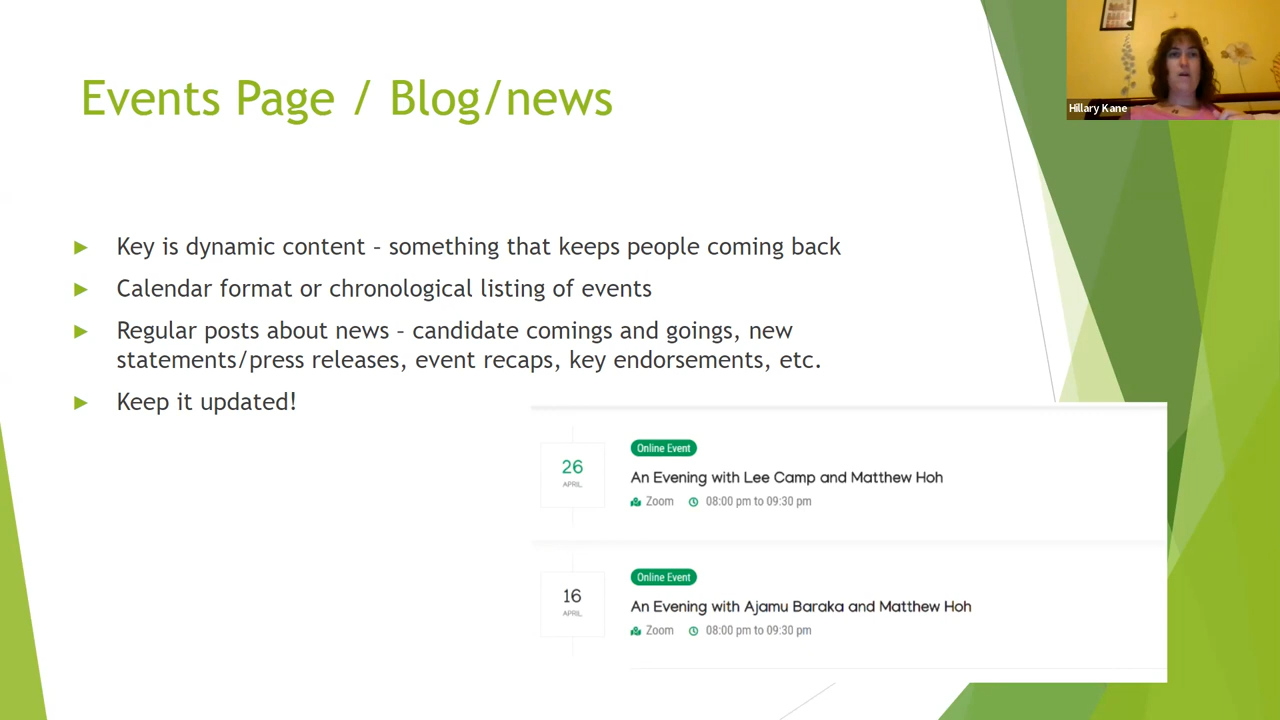 Events Page / Blog/news
Hillary Kane
Key is dynamic content – something that keeps people coming back
Calendar format or chronological listing of events
Regular posts about news – candidate comings and goings, new
statements/press releases, event recaps, key endorsements, etc.
Keep it updated!
26
APRIL
Online Event
An Evening with Lee Camp and Matthew Hoh
Zoom 08:00 pm to 09:30 pm
16
APRIL
Online Event
An Evening with Ajamu Baraka and Matthew Hoh
Zoom 08:00 pm to 09:30 pm